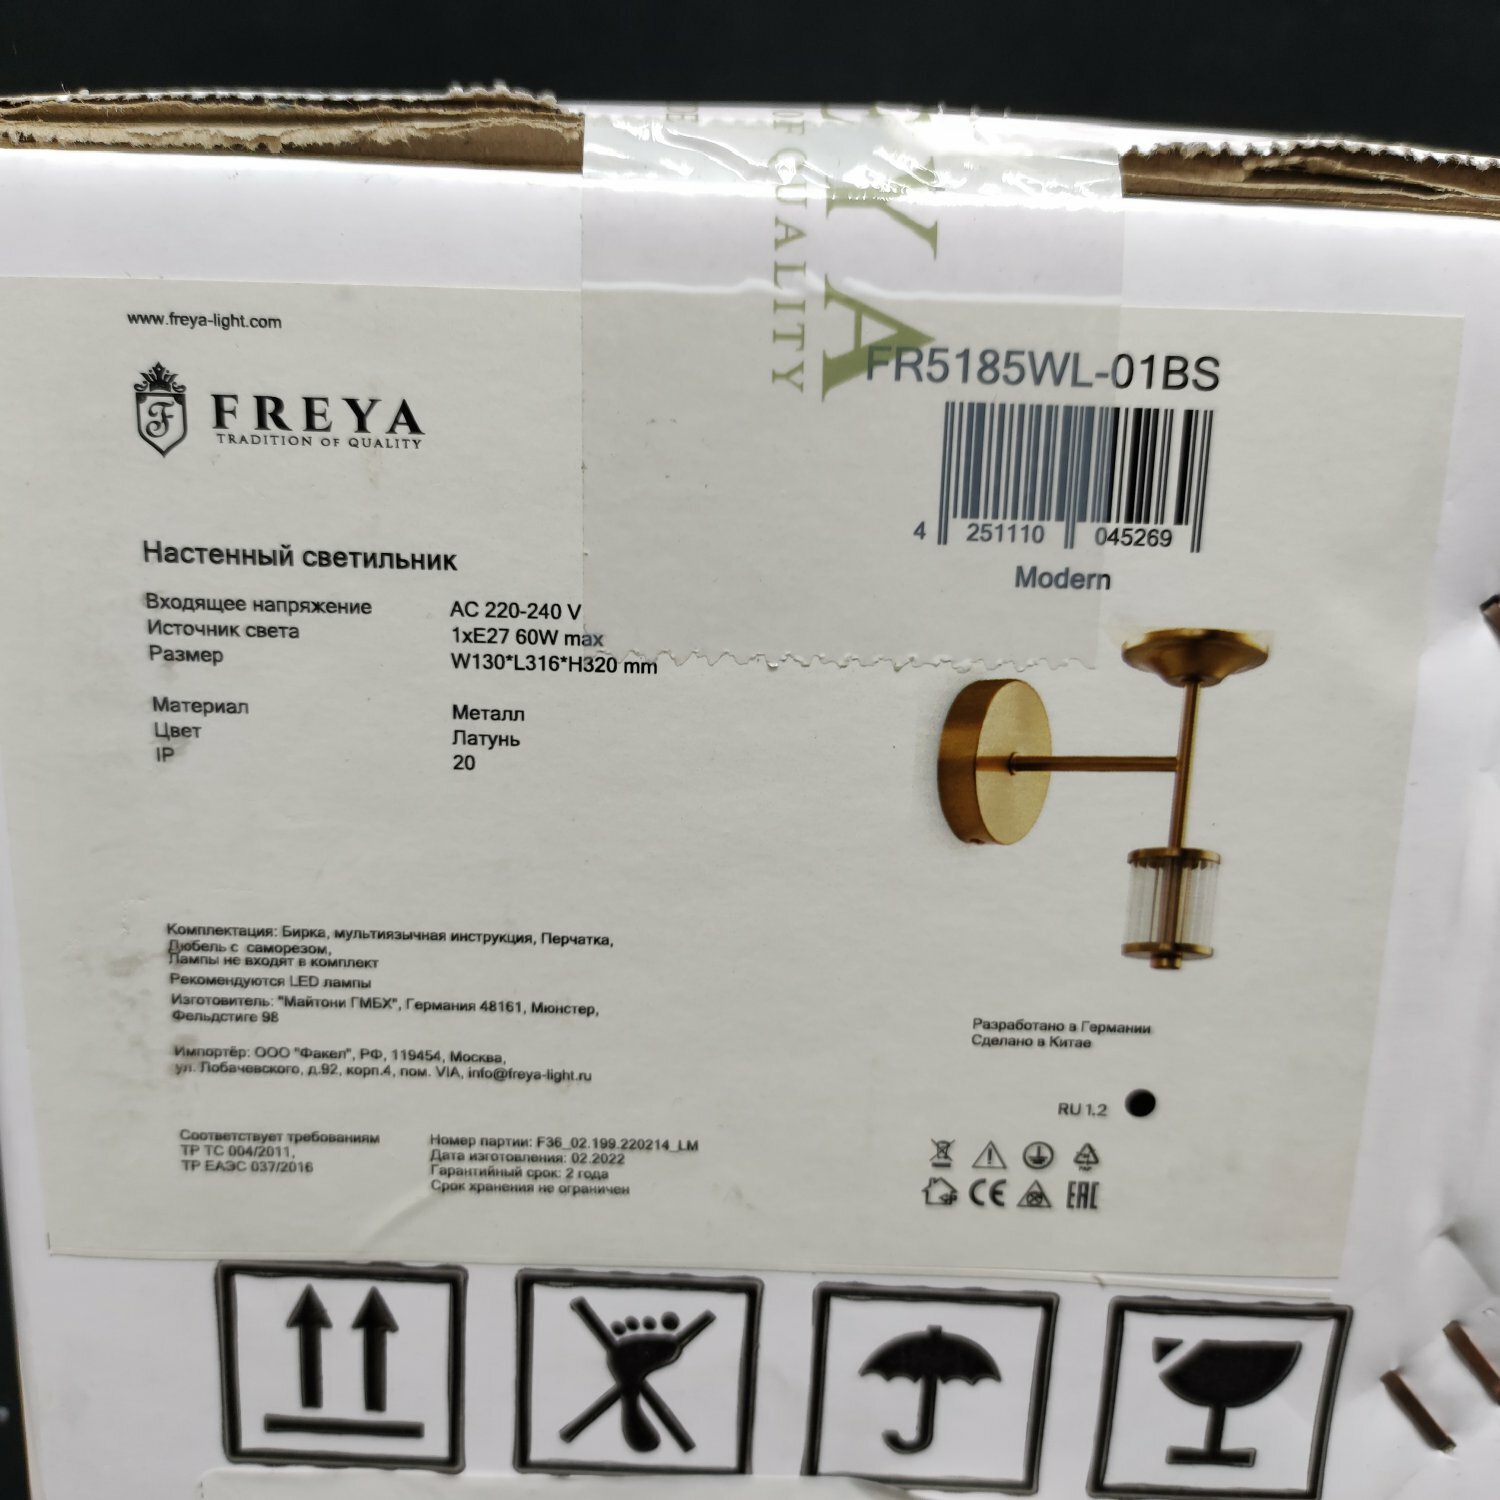 OF QUALITY
YA
www.freya-light.com
FREYA
TRADITION OF QUALITY
FR5185WL-01BS
4 251110 045269
Modern
Настенный светильник
Входящее напряжение AC 220-240 V
Источник света 1xE27 60W max
Размер W130*L316*H320 mm
Материал Металл
Цвет Латунь
IP 20
Комплектация: Бирка, мультиязычная инструкция, Перчатка,
Дюбель с саморезом,
Лампы не входят в комплект
Рекомендуются LED лампы
Изготовитель: "Майтони ГМБХ", Германия 48161, Мюнстер,
Фельдстиге 98
Импортёр: ООО "Факел", РФ, 119454, Москва,
ул. Лобачевского, д.92, корп.4, пом. VIA, info@freya-light.ru
Разработано в Германии
Сделано в Китае
RU 1.2
Соответствует требованиям
ТР ТС 004/2011,
ТР ЕАЭС 037/2016
Номер партии: F36_02.199.220214_LM
Дата изготовления: 02.2022
Гарантийный срок: 2 года
Срок хранения не ограничен
CE EAC